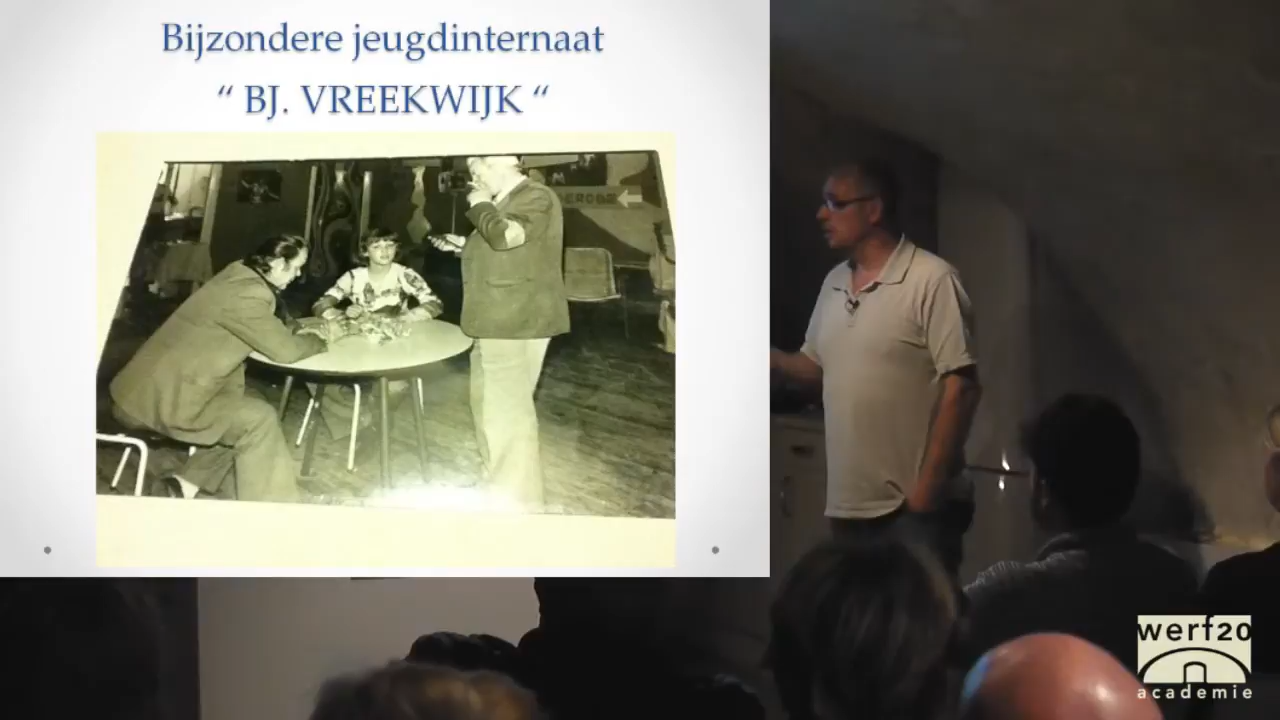 Bijzondere jeugdinternaat
“ BJ. VREEKWIJK “
werf20
academie